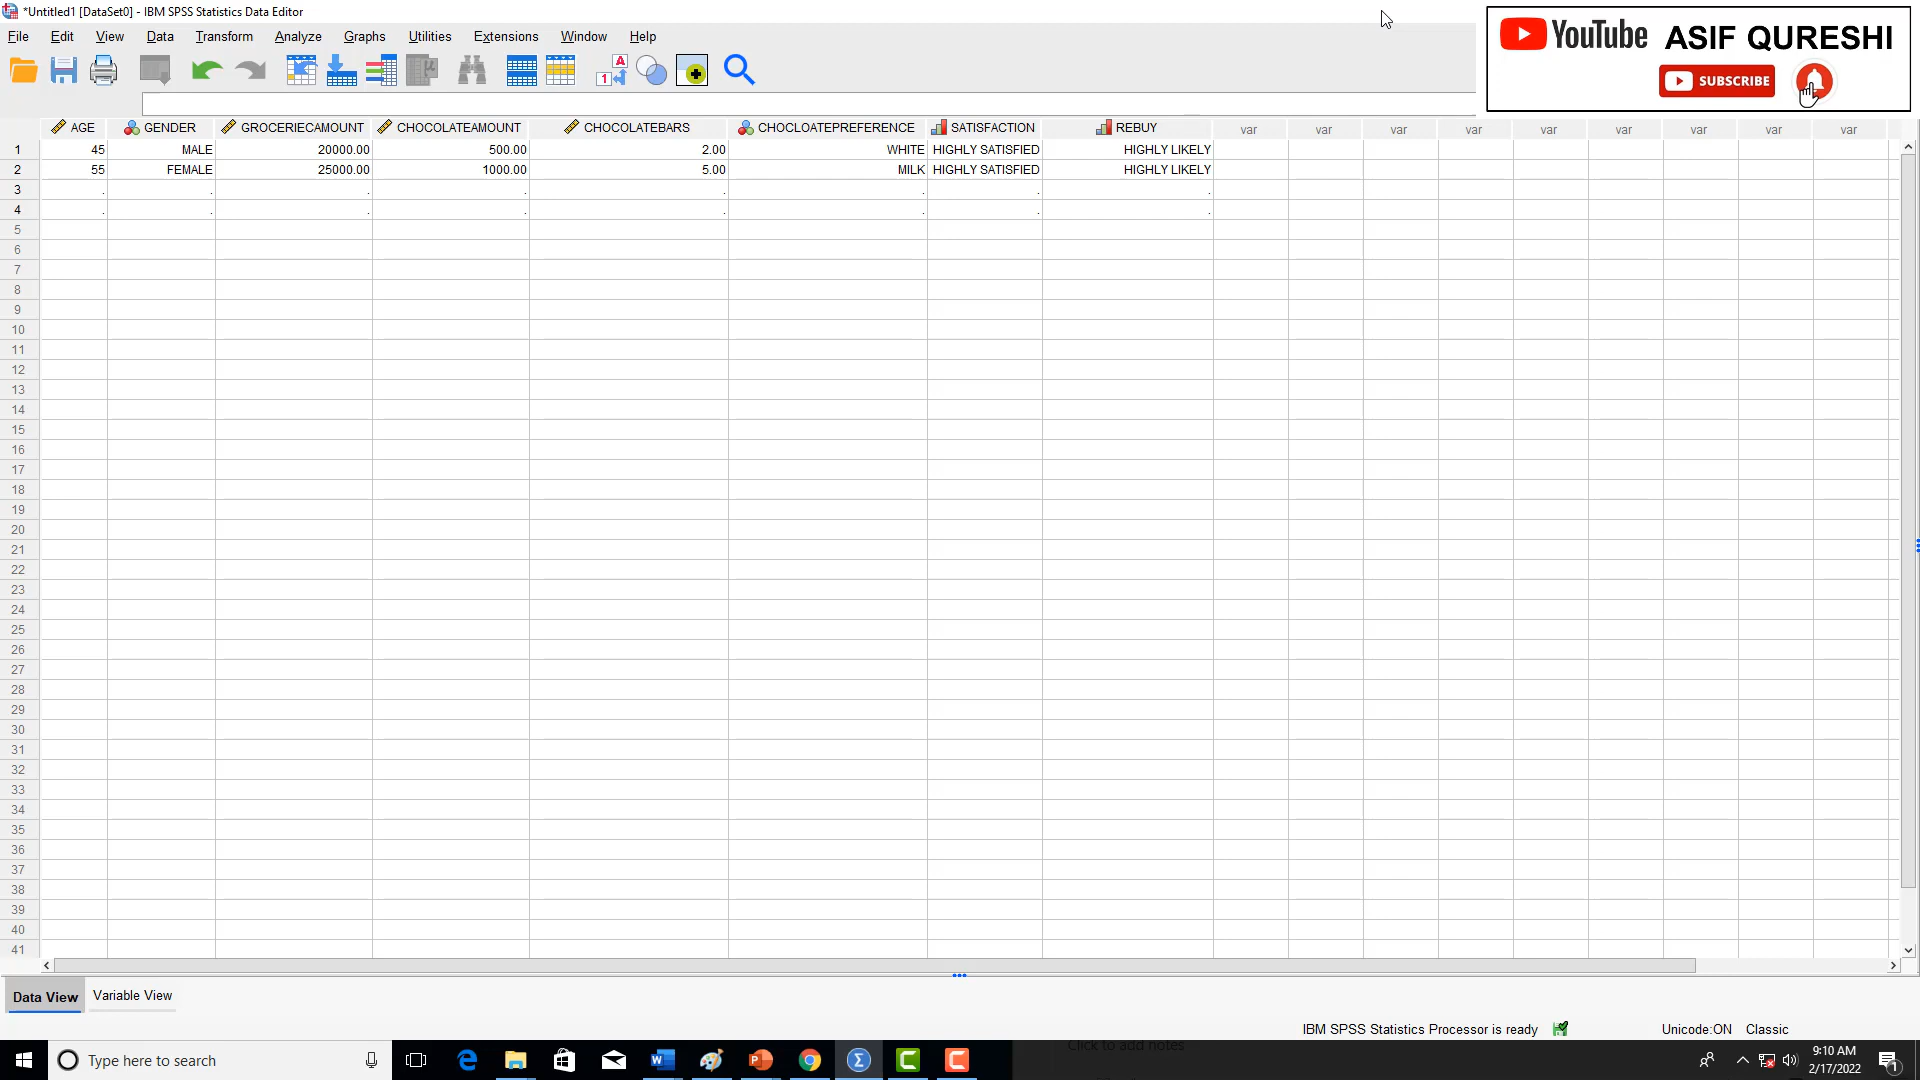 *Untitled1 [DataSet0] - IBM SPSS Statistics Data Editor
File Edit View Data Transform Analyze Graphs Utilities Extensions Window Help
YouTube ASIF QURESHI
SUBSCRIBE
AGE GENDER GROCERIECAMOUNT CHOCOLATEAMOUNT CHOCOLATEBARS CHOCLOATEPREFERENCE SATISFACTION REBUY var var var var var var var var var
1 45 MALE 20000.00 500.00 2.00 WHITE HIGHLY SATISFIED HIGHLY LIKELY
2 55 FEMALE 25000.00 1000.00 5.00 MILK HIGHLY SATISFIED HIGHLY LIKELY
3 . . . . . . . .
4 . . . . . . . .
5
6
7
8
9
10
11
12
13
14
15
16
17
18
19
20
21
22
23
24
25
26
27
28
29
30
31
32
33
34
35
36
37
38
39
40
41
Data View Variable View
IBM SPSS Statistics Processor is ready Unicode:ON Classic
Click to add notes
Type here to search
9:10 AM
2/17/2022
1